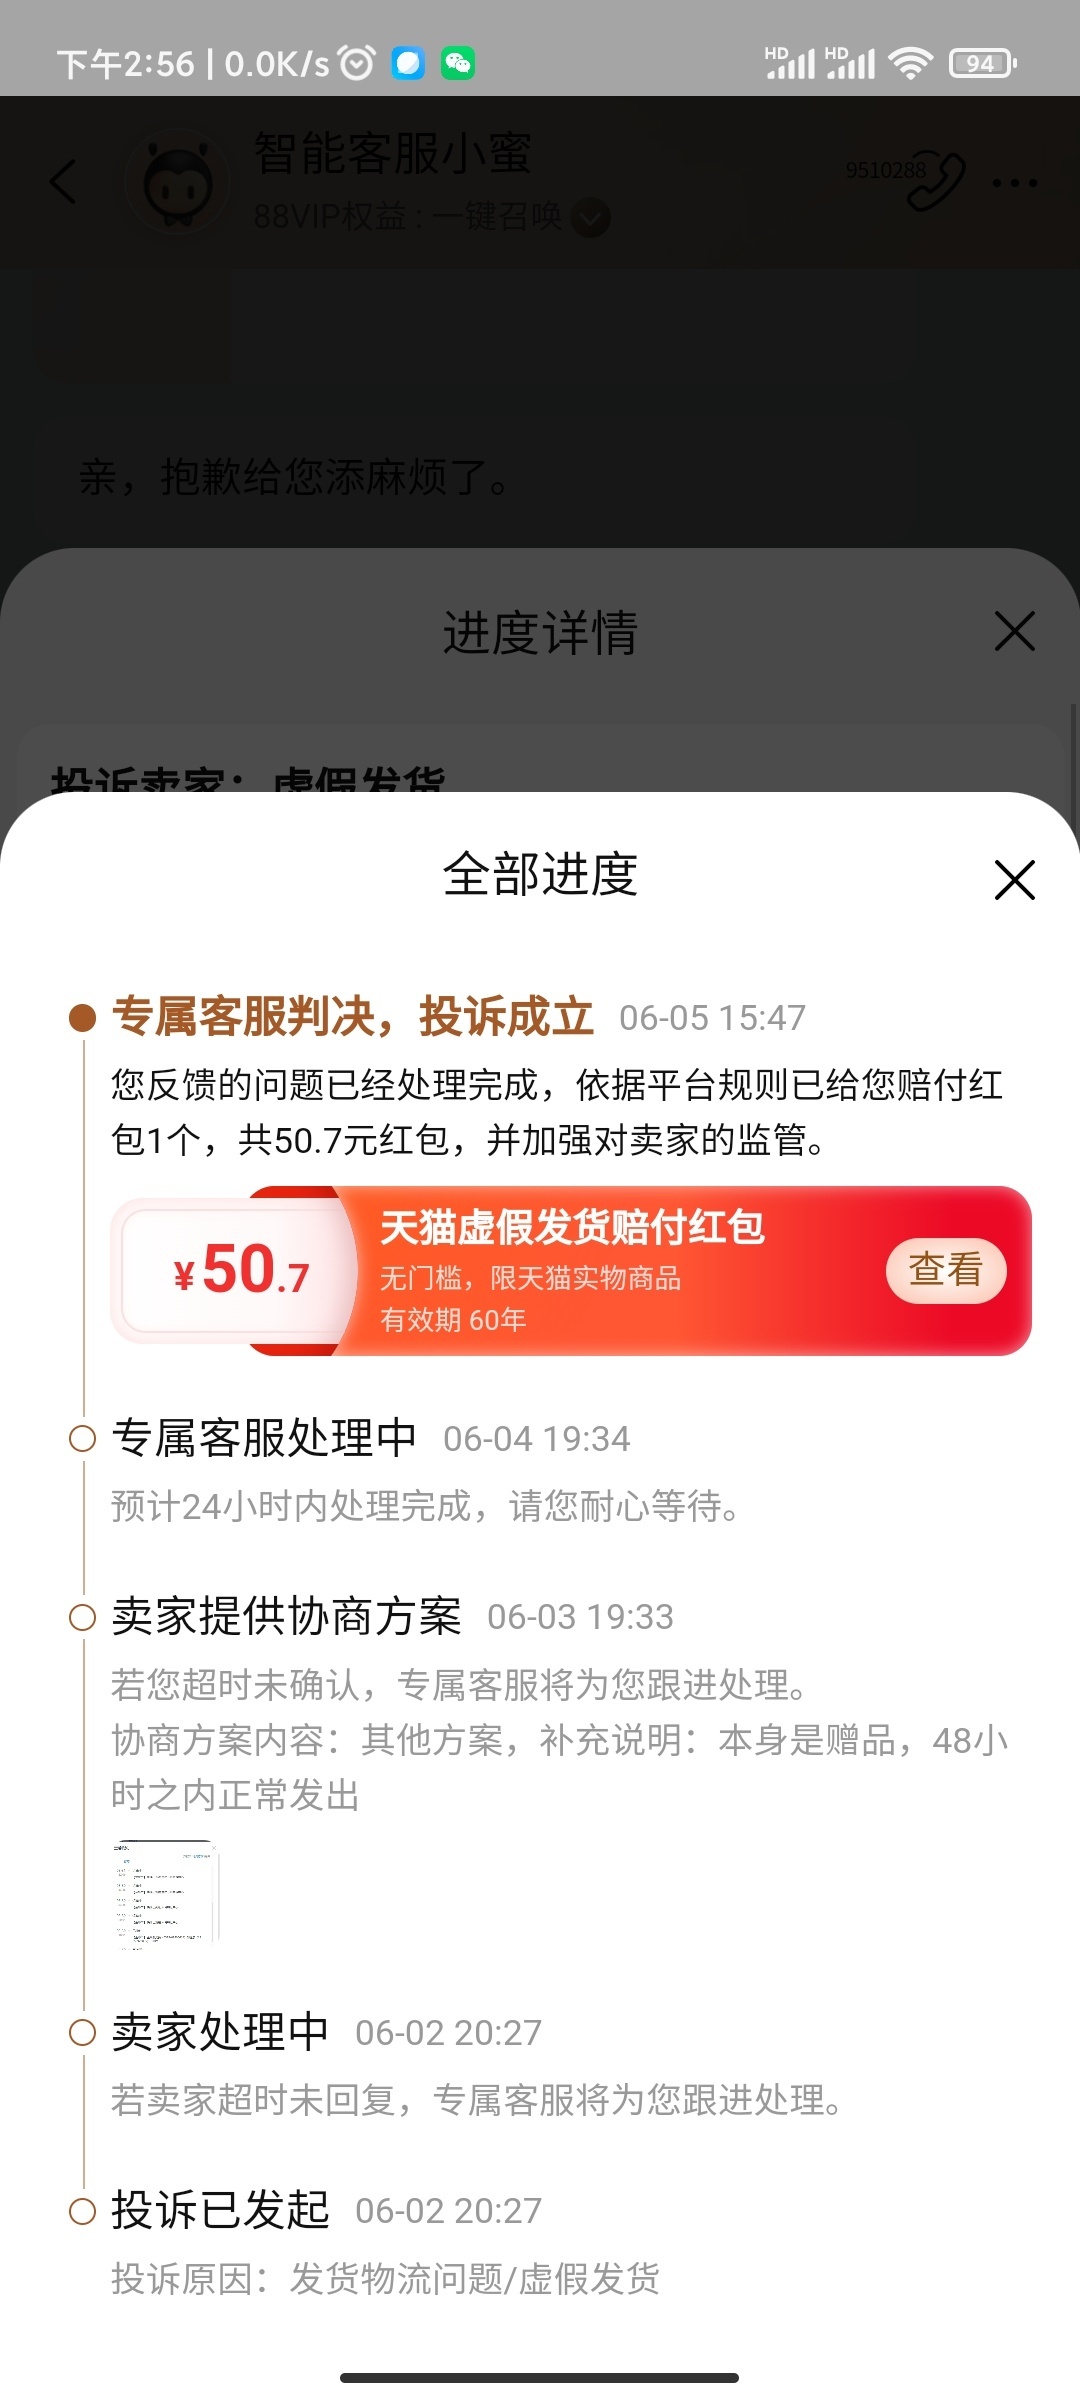 下午2:56 | 0.0K/s
HD HD 94
智能客服小蜜
88VIP权益 : 一键召唤
9510288
亲，抱歉给您添麻烦了。
进度详情
投诉卖家：虚假发货
全部进度
专属客服判决，投诉成立 06-05 15:47
您反馈的问题已经处理完成，依据平台规则已给您赔付红
包1个，共50.7元红包，并加强对卖家的监管。
¥50.7
天猫虚假发货赔付红包
无门槛，限天猫实物商品
有效期 60年
查看
专属客服处理中 06-04 19:34
预计24小时内处理完成，请您耐心等待。
卖家提供协商方案 06-03 19:33
若您超时未确认，专属客服将为您跟进处理。
协商方案内容：其他方案，补充说明：本身是赠品，48小
时之内正常发出
卖家处理中 06-02 20:27
若卖家超时未回复，专属客服将为您跟进处理。
投诉已发起 06-02 20:27
投诉原因：发货物流问题/虚假发货